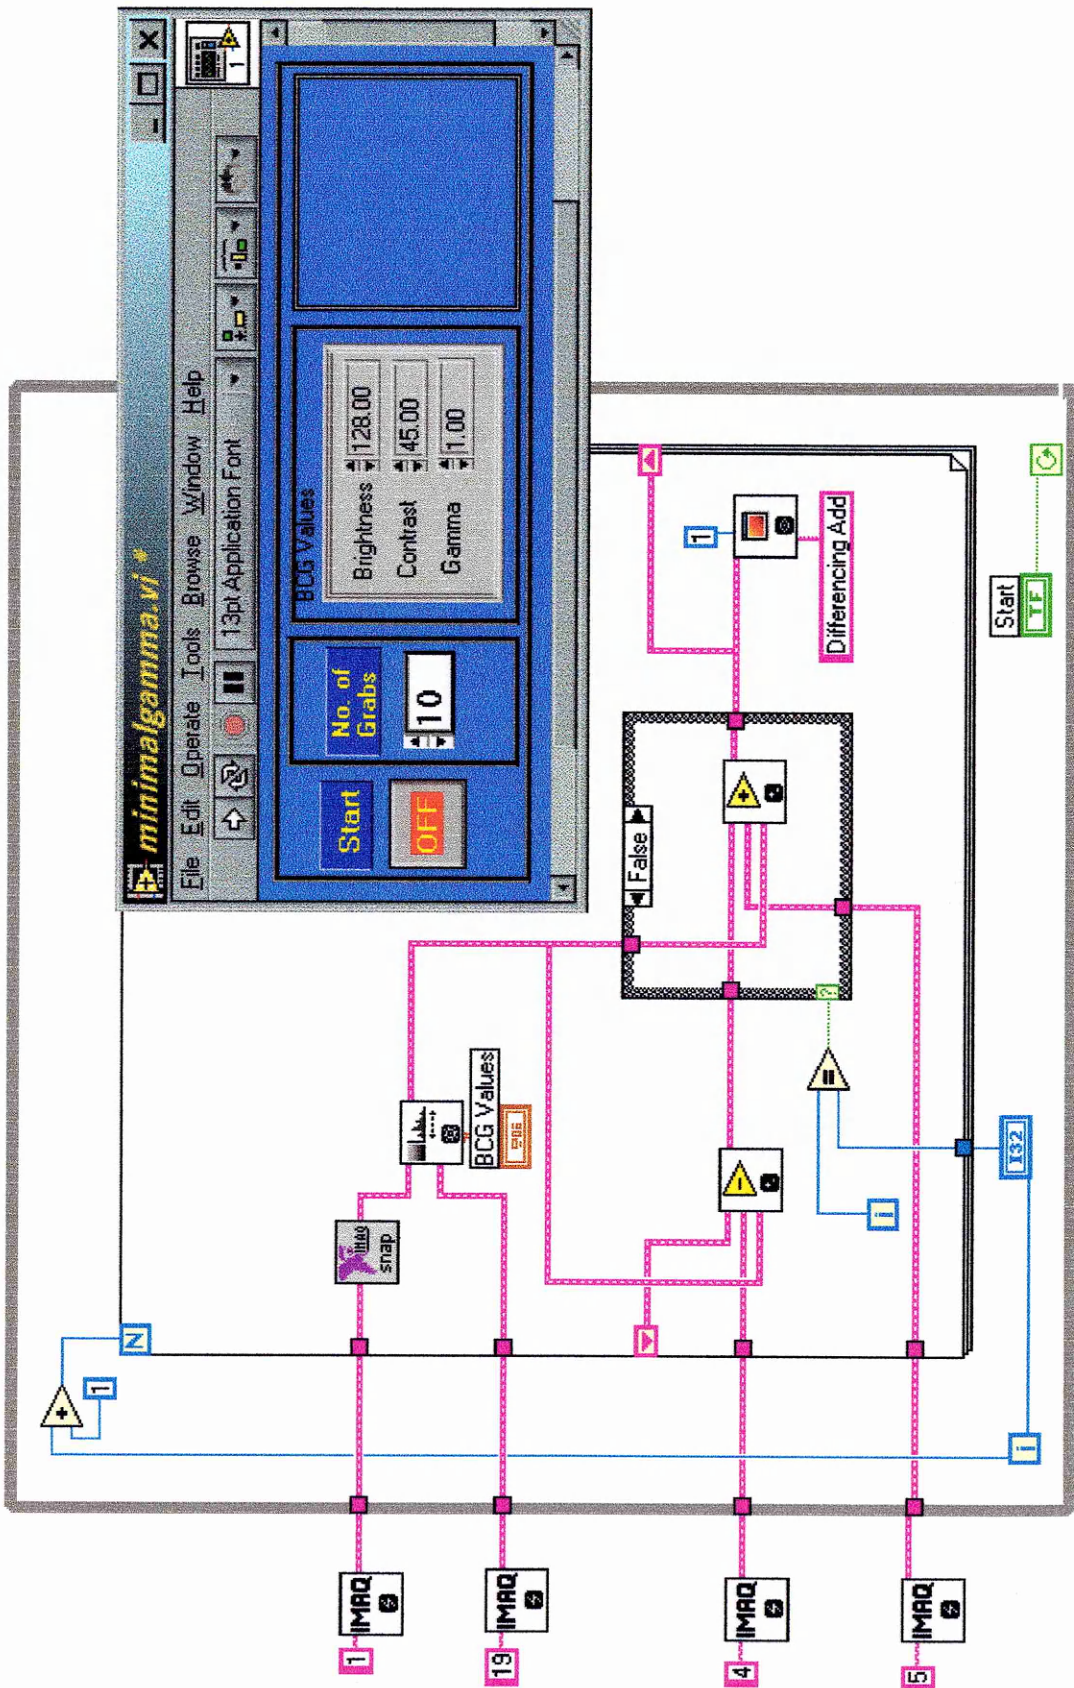 minimalgamma.vi *
File Edit Operate Tools Browse Window Help
13pt Application Font
1
Start
OFF
No. of
Grabs
10
BCG Values
Brightness 128.00
Contrast 45.00
Gamma 1.00
N
+
1
1
IMAQ
IMAQ
snap
19
IMAQ
BCG Values
4
IMAQ
-
False
+
1
Differencing Add
5
IMAQ
i
=
?
i
I32
Start
TF